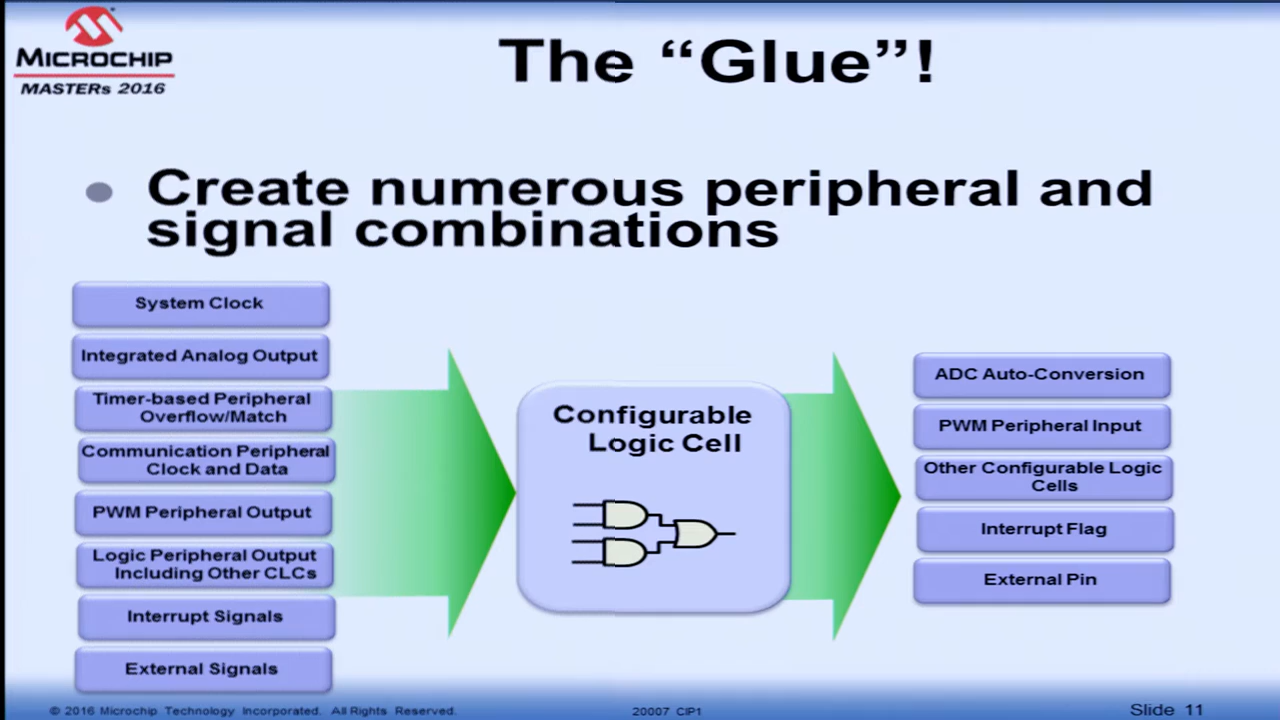 MICROCHIP
MASTERs 2016
The “Glue”!
Create numerous peripheral and
signal combinations
System Clock
Integrated Analog Output
Timer-based Peripheral
Overflow/Match
Communication Peripheral
Clock and Data
PWM Peripheral Output
Logic Peripheral Output
Including Other CLCs
Interrupt Signals
External Signals
Configurable
Logic Cell
ADC Auto-Conversion
PWM Peripheral Input
Other Configurable Logic
Cells
Interrupt Flag
External Pin
© 2016 Microchip Technology Incorporated. All Rights Reserved.
20007 CIP1
Slide 11